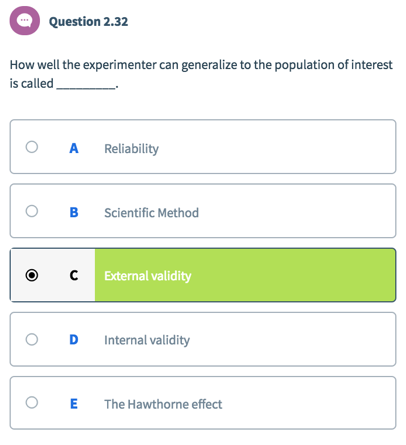 Question 2.32
How well the experimenter can generalize to the population of interest
is called _________.
A Reliability
B Scientific Method
C External validity
D Internal validity
E The Hawthorne effect